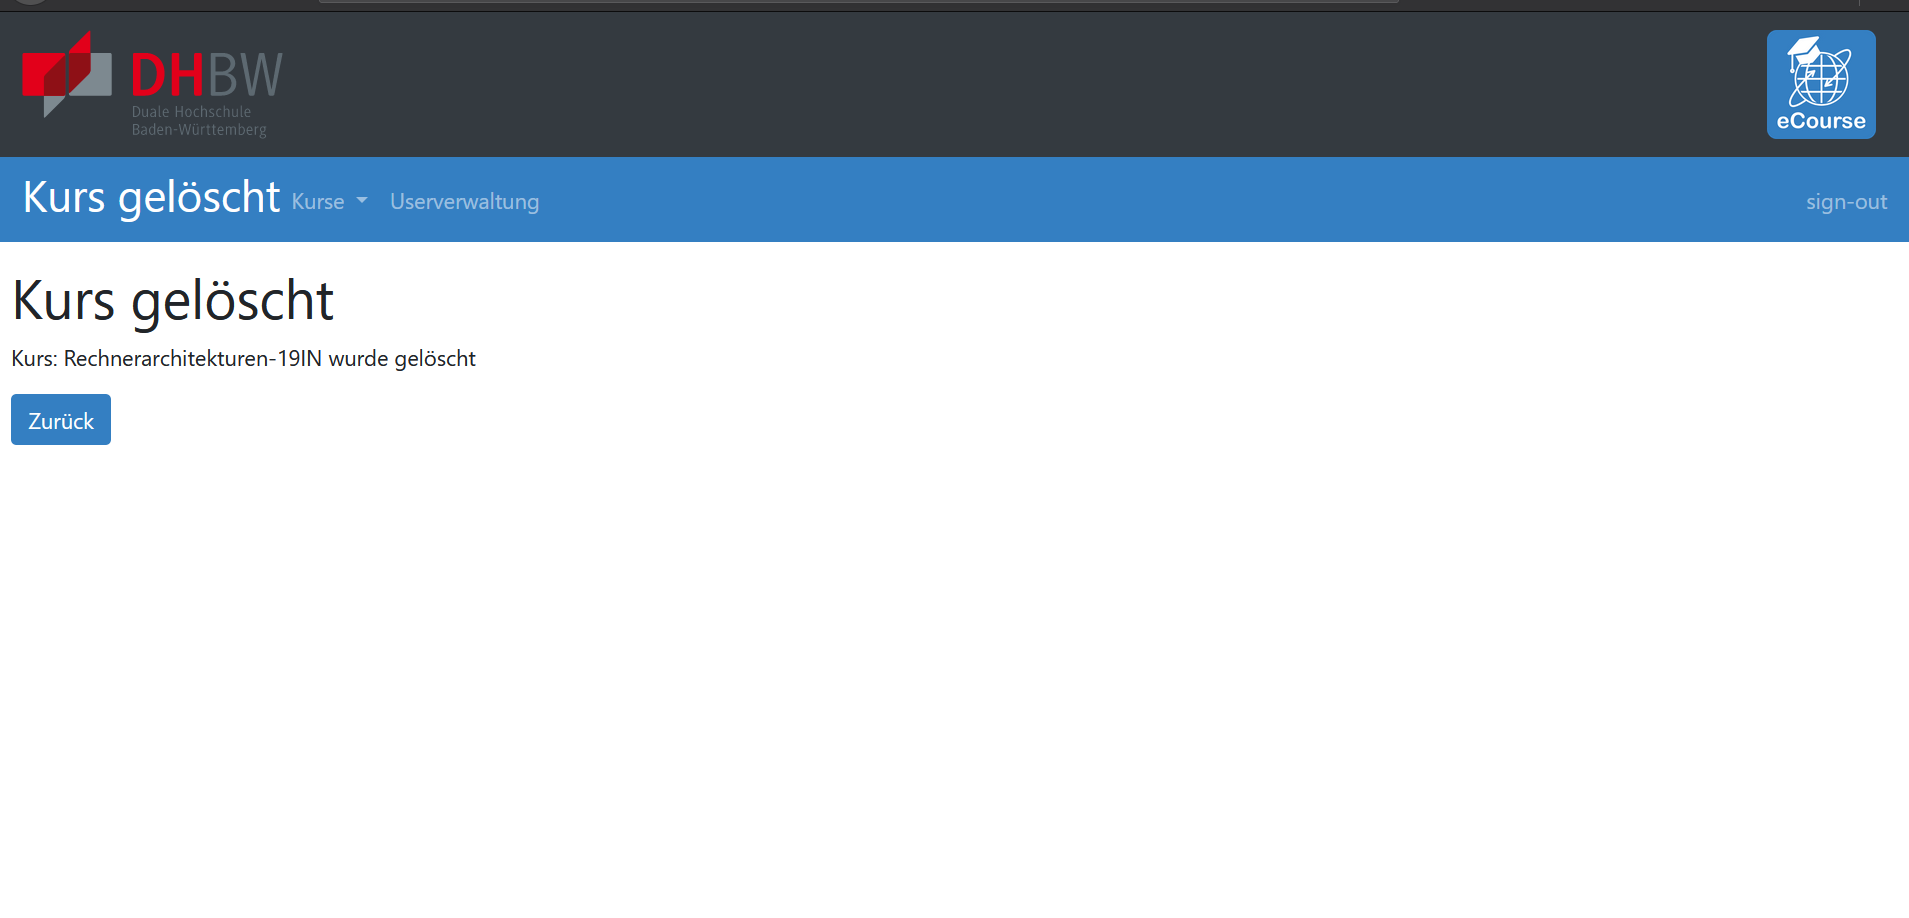 DHBW
Duale Hochschule
Baden-Württemberg
eCourse
Kurs gelöscht Kurse Userverwaltung sign-out
Kurs gelöscht
Kurs: Rechnerarchitekturen-19IN wurde gelöscht
Zurück